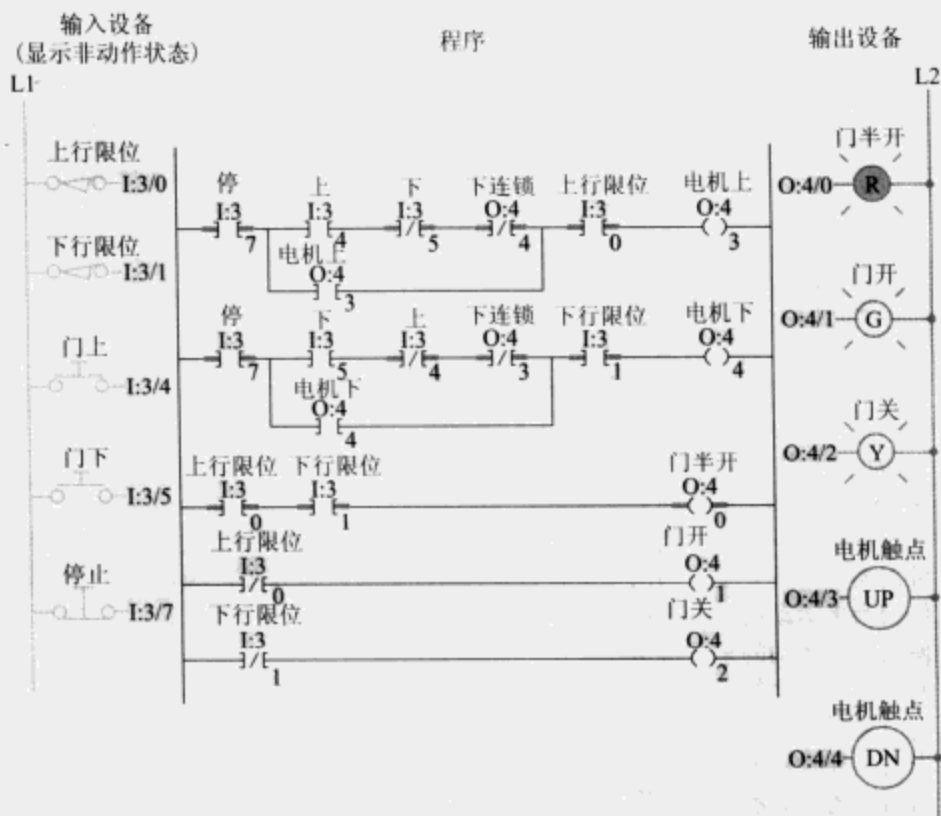 输入设备
(显示非动作状态)
程序
输出设备
L1
L2
上行限位
I:3/0
下行限位
I:3/1
门上
I:3/4
门下
I:3/5
停止
I:3/7
停 上 下 下连锁 上行限位 电机上
I:3 I:3 I:3 O:4 I:3 O:4
7 4 5 4 0 3
电机上
O:4
3
停 下 上 下连锁 下行限位 电机下
I:3 I:3 I:3 O:4 I:3 O:4
7 5 4 3 1 4
电机下
O:4
4
上行限位 下行限位 门半开
I:3 I:3 O:4
0 1 0
上行限位 门开
I:3 O:4
0 1
下行限位 门关
I:3 O:4
1 2
门半开
O:4/0 R
门开
O:4/1 G
门关
O:4/2 Y
电机触点
O:4/3 UP
电机触点
O:4/4 DN